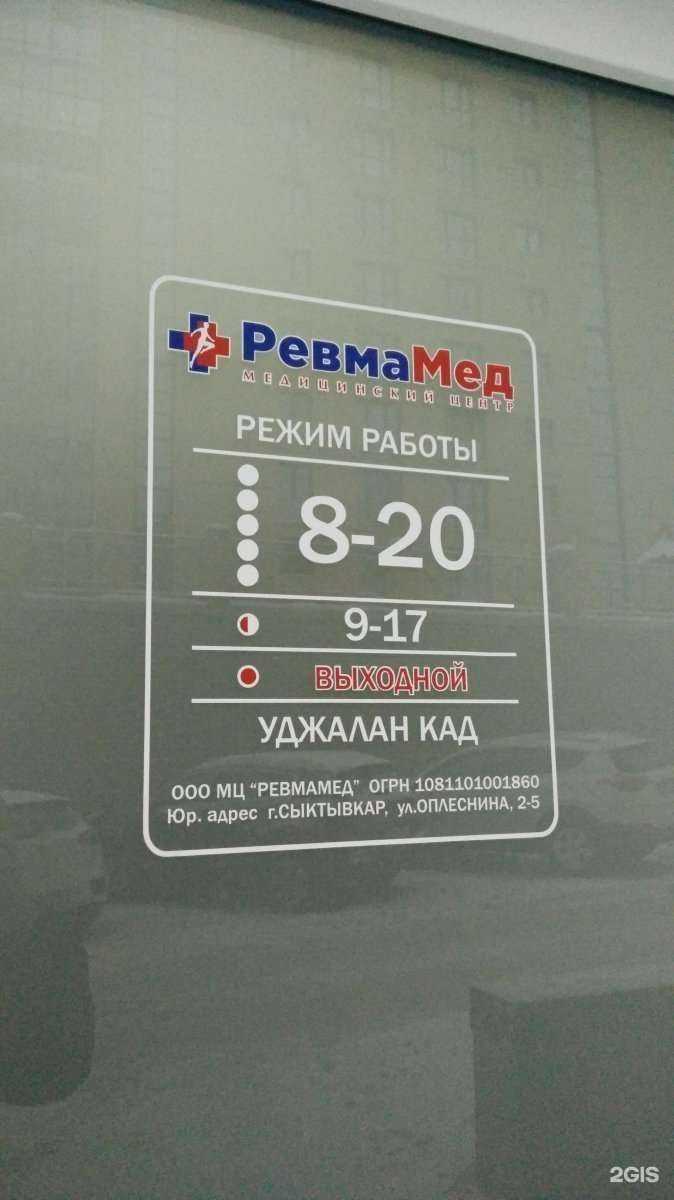 РевмаМед
МЕДИЦИНСКИЙ ЦЕНТР
РЕЖИМ РАБОТЫ
8-20
9-17
ВЫХОДНОЙ
УДЖАЛАН КАД
ООО МЦ "РЕВМАМЕД" ОГРН 1081101001860
Юр. адрес г.СЫКТЫВКАР, ул.ОПЛЕСНИНА, 2-5
2GIS